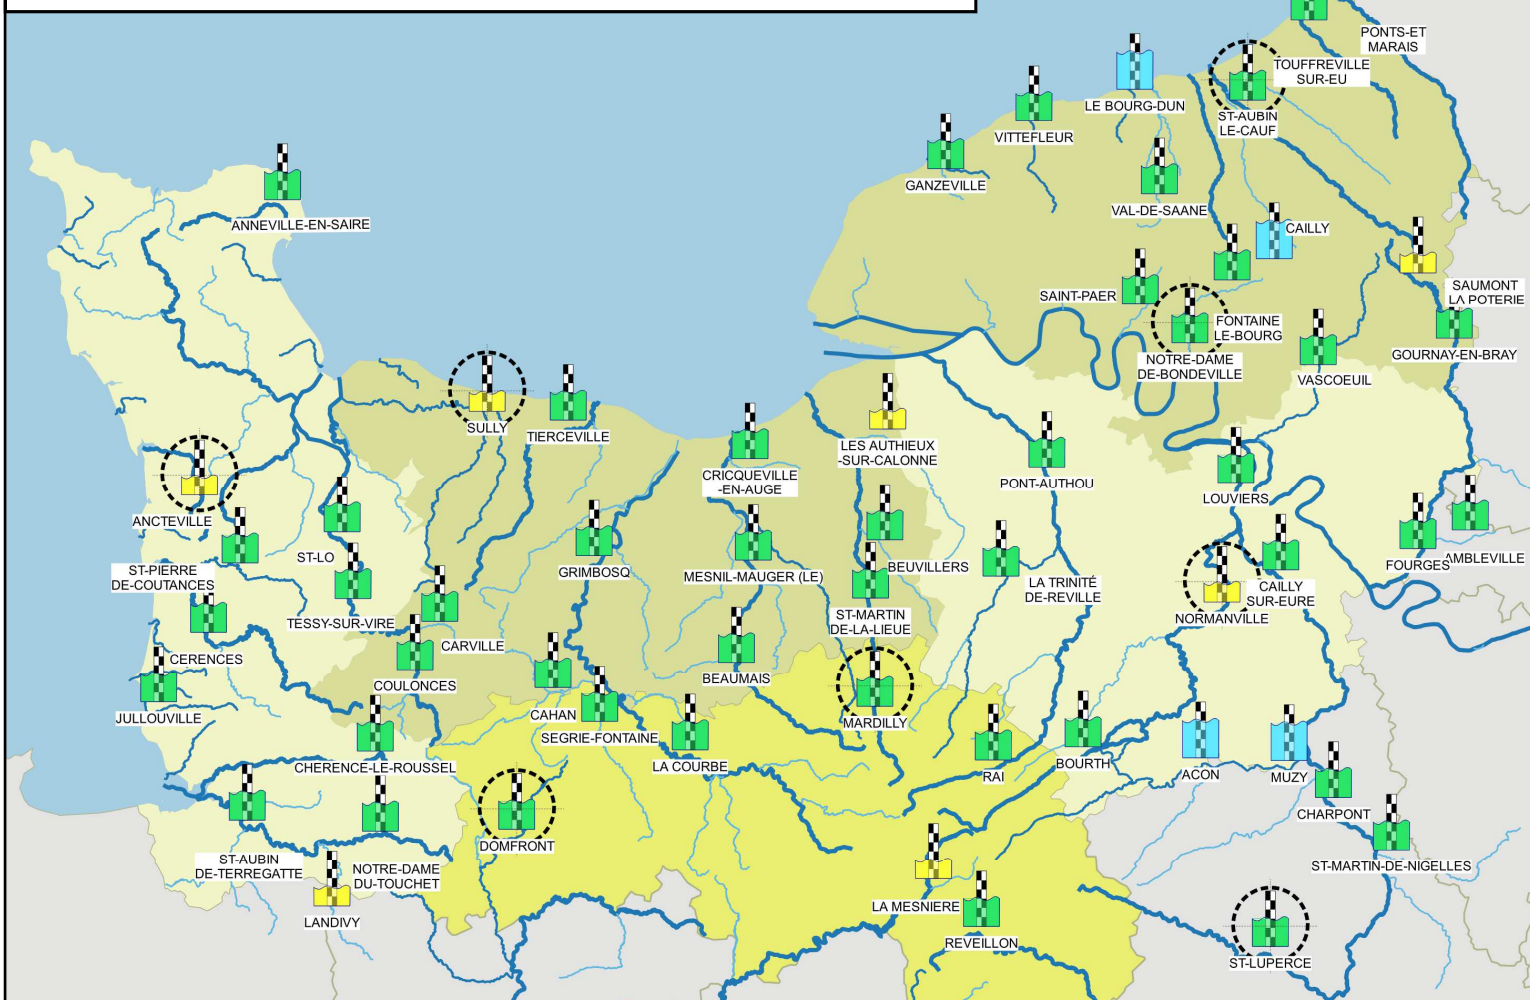 PONTS-ET
MARAIS
TOUFFREVILLE
SUR-EU
LE BOURG-DUN
ST-AUBIN
LE-CAUF
VITTEFLEUR
GANZEVILLE
VAL-DE-SAANE
ANNEVILLE-EN-SAIRE
CAILLY
SAUMONT
LA POTERIE
SAINT-PAER
FONTAINE
LE-BOURG
GOURNAY-EN-BRAY
NOTRE-DAME
DE-BONDEVILLE
VASCOEUIL
SULLY
TIERCEVILLE
LES AUTHIEUX
-SUR-CALONNE
CRICQUEVILLE
-EN-AUGE
PONT-AUTHOU
LOUVIERS
ANCTEVILLE
ST-LO
GRIMBOSQ
MESNIL-MAUGER (LE)
BEUVILLERS
FOURGES
AMBLEVILLE
ST-PIERRE
DE-COUTANCES
LA TRINITÉ
DE-REVILLE
CAILLY
SUR-EURE
TESSY-SUR-VIRE
ST-MARTIN
DE-LA-LIEUE
NORMANVILLE
CERENCES
CARVILLE
COULONCES
BEAUMAIS
JULLOUVILLE
CAHAN
MARDILLY
SEGRIE-FONTAINE
CHERENCE-LE-ROUSSEL
LA COURBE
RAI
BOURTH
ACON
MUZY
CHARPONT
DOMFRONT
ST-AUBIN
DE-TERREGATTE
NOTRE-DAME
DU-TOUCHET
ST-MARTIN-DE-NIGELLES
LANDIVY
LA MESNIERE
REVEILLON
ST-LUPERCE